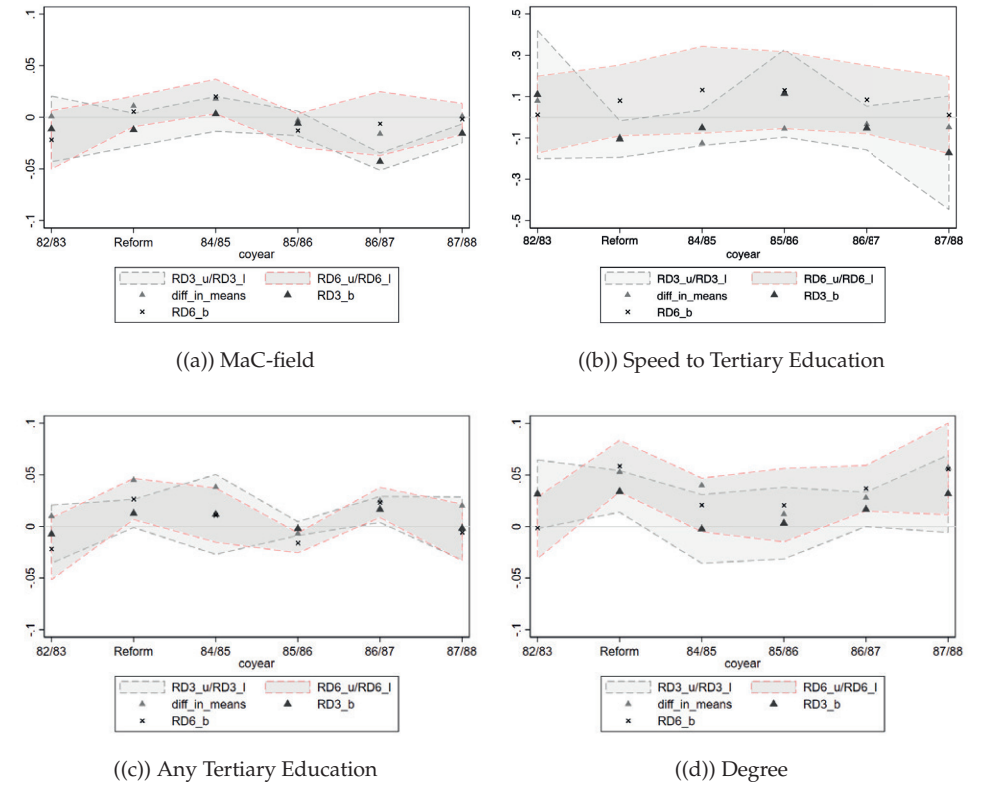 .1
.05
0
-.05
-.1
82/83 Reform 84/85 85/86 86/87 87/88
coyear
RD3_u/RD3_l RD6_u/RD6_l
diff_in_means RD3_b
RD6_b
((a)) MaC-field
.5
.3
.1
-.1
-.3
-.5
82/83 Reform 84/85 85/86 86/87 87/88
coyear
RD3_u/RD3_l RD6_u/RD6_l
diff_in_means RD3_b
RD6_b
((b)) Speed to Tertiary Education
.1
.05
0
-.05
-.1
82/83 Reform 84/85 85/86 86/87 87/88
coyear
RD3_u/RD3_l RD6_u/RD6_l
diff_in_means RD3_b
RD6_b
((c)) Any Tertiary Education
.1
.05
0
-.05
-.1
82/83 Reform 84/85 85/86 86/87 87/88
coyear
RD3_u/RD3_l RD6_u/RD6_l
diff_in_means RD3_b
RD6_b
((d)) Degree